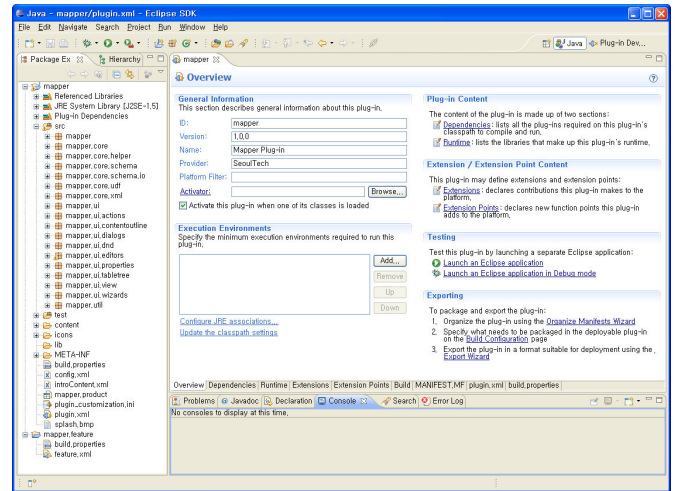 Java - mapper/plugin.xml - Eclipse SDK
File Edit Navigate Search Project Run Window Help
Java Plug-in Dev...
Package Ex Hierarchy
mapper
Referenced Libraries
JRE System Library [J2SE-1.5]
Plug-in Dependencies
src
mapper
mapper.core
mapper.core.helper
mapper.core.schema
mapper.core.schema.io
mapper.core.udf
mapper.core.xml
mapper.ui
mapper.ui.actions
mapper.ui.contentoutline
mapper.ui.dialogs
mapper.ui.dnd
mapper.ui.editors
mapper.ui.properties
mapper.ui.tabletree
mapper.ui.view
mapper.ui.wizards
mapper.util
test
content
icons
lib
META-INF
build.properties
config.xml
introContent.xml
mapper.product
plugin_customization.ini
plugin.xml
splash.bmp
mapper.feature
build.properties
feature.xml
mapper
Overview
General Information
This section describes general information about this plug-in.
ID: mapper
Version: 1.0.0
Name: Mapper Plug-in
Provider: SeoulTech
Platform Filter:
Activator: Browse...
Activate this plug-in when one of its classes is loaded
Execution Environments
Specify the minimum execution environments required to run this
plug-in.
Add...
Remove
Up
Down
Configure JRE associations...
Update the classpath settings
Plug-in Content
The content of the plug-in is made up of two sections:
Dependencies: lists all the plug-ins required on this plug-in's
classpath to compile and run.
Runtime: lists the libraries that make up this plug-in's runtime.
Extension / Extension Point Content
This plug-in may define extensions and extension points:
Extensions: declares contributions this plug-in makes to the
platform.
Extension Points: declares new function points this plug-in
adds to the platform.
Testing
Test this plug-in by launching a separate Eclipse application:
Launch an Eclipse application
Launch an Eclipse application in Debug mode
Exporting
To package and export the plug-in:
1. Organize the plug-in using the Organize Manifests Wizard
2. Specify what needs to be packaged in the deployable plug-in
on the Build Configuration page
3. Export the plug-in in a format suitable for deployment using the
Export Wizard
Overview Dependencies Runtime Extensions Extension Points Build MANIFEST.MF plugin.xml build.properties
Problems Javadoc Declaration Console Search Error Log
No consoles to display at this time.